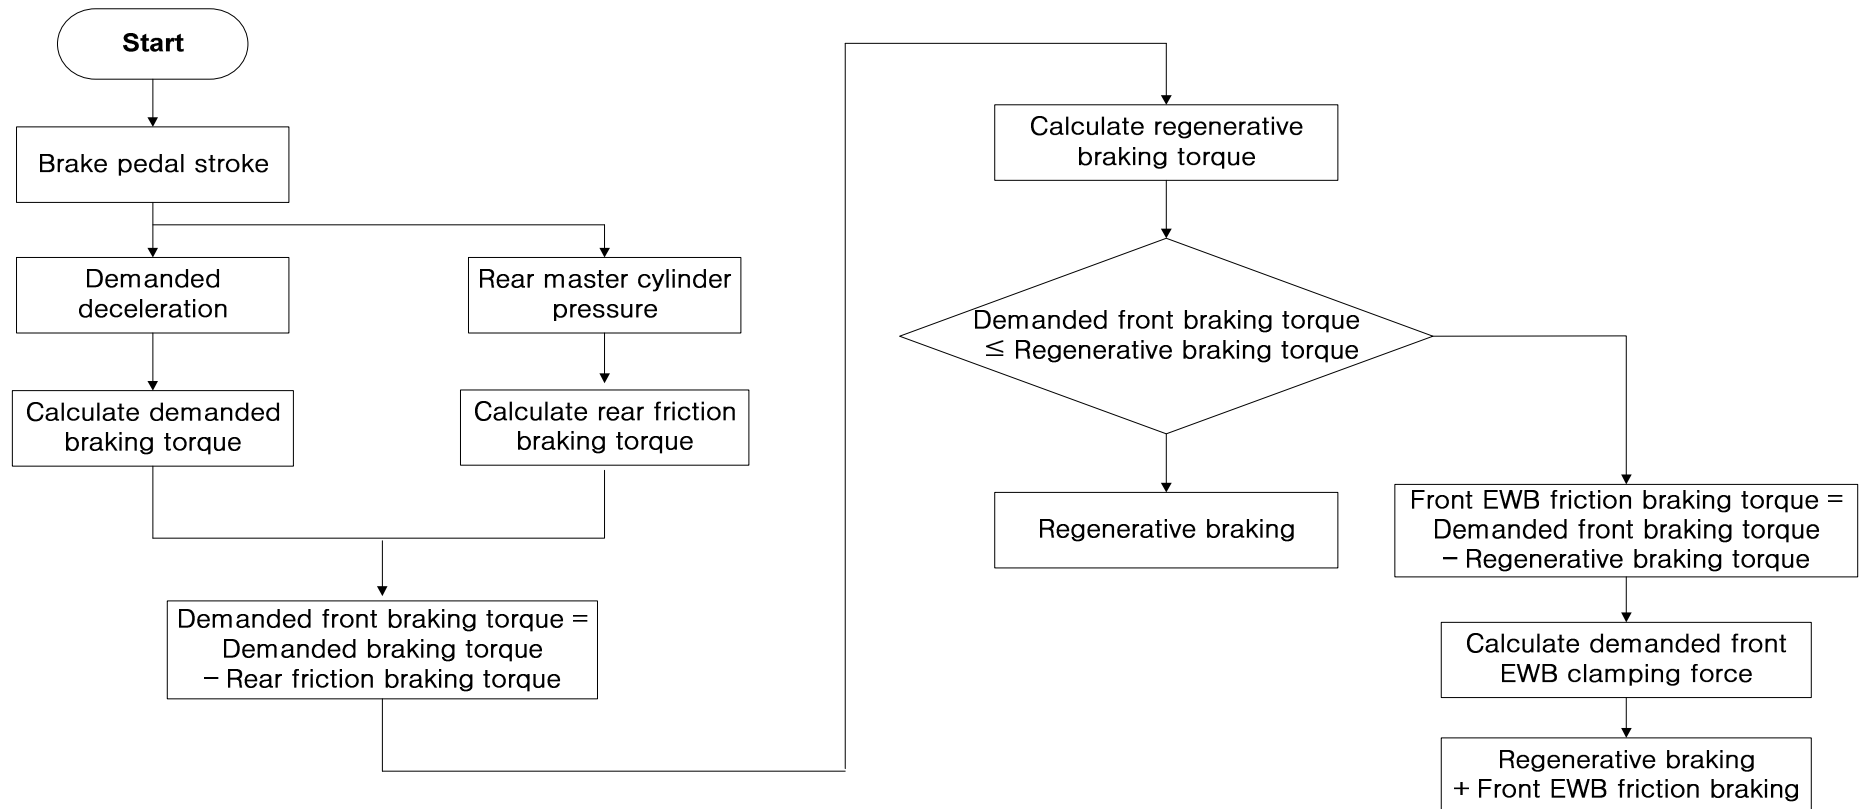 Start
Brake pedal stroke
Demanded
deceleration
Rear master cylinder
pressure
Calculate demanded
braking torque
Calculate rear friction
braking torque
Demanded front braking torque =
Demanded braking torque
− Rear friction braking torque
Calculate regenerative
braking torque
Demanded front braking torque
≤ Regenerative braking torque
Regenerative braking
Front EWB friction braking torque =
Demanded front braking torque
− Regenerative braking torque
Calculate demanded front
EWB clamping force
Regenerative braking
+ Front EWB friction braking